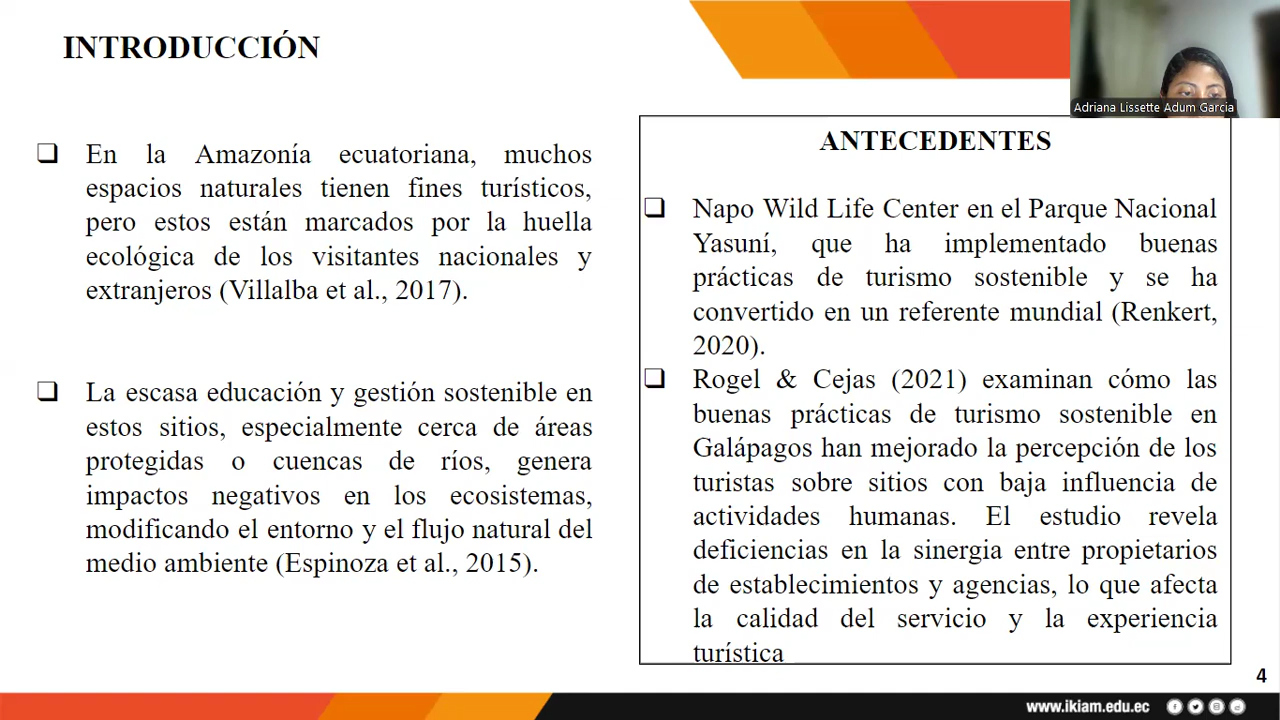 INTRODUCCIÓN
Adriana Lissette Adum Garcia
❑ En la Amazonía ecuatoriana, muchos
espacios naturales tienen fines turísticos,
pero estos están marcados por la huella
ecológica de los visitantes nacionales y
extranjeros (Villalba et al., 2017).
❑ La escasa educación y gestión sostenible en
estos sitios, especialmente cerca de áreas
protegidas o cuencas de ríos, genera
impactos negativos en los ecosistemas,
modificando el entorno y el flujo natural del
medio ambiente (Espinoza et al., 2015).
ANTECEDENTES
❑ Napo Wild Life Center en el Parque Nacional
Yasuní, que ha implementado buenas
prácticas de turismo sostenible y se ha
convertido en un referente mundial (Renkert,
2020).
❑ Rogel & Cejas (2021) examinan cómo las
buenas prácticas de turismo sostenible en
Galápagos han mejorado la percepción de los
turistas sobre sitios con baja influencia de
actividades humanas. El estudio revela
deficiencias en la sinergia entre propietarios
de establecimientos y agencias, lo que afecta
la calidad del servicio y la experiencia
turística
4
www.ikiam.edu.ec